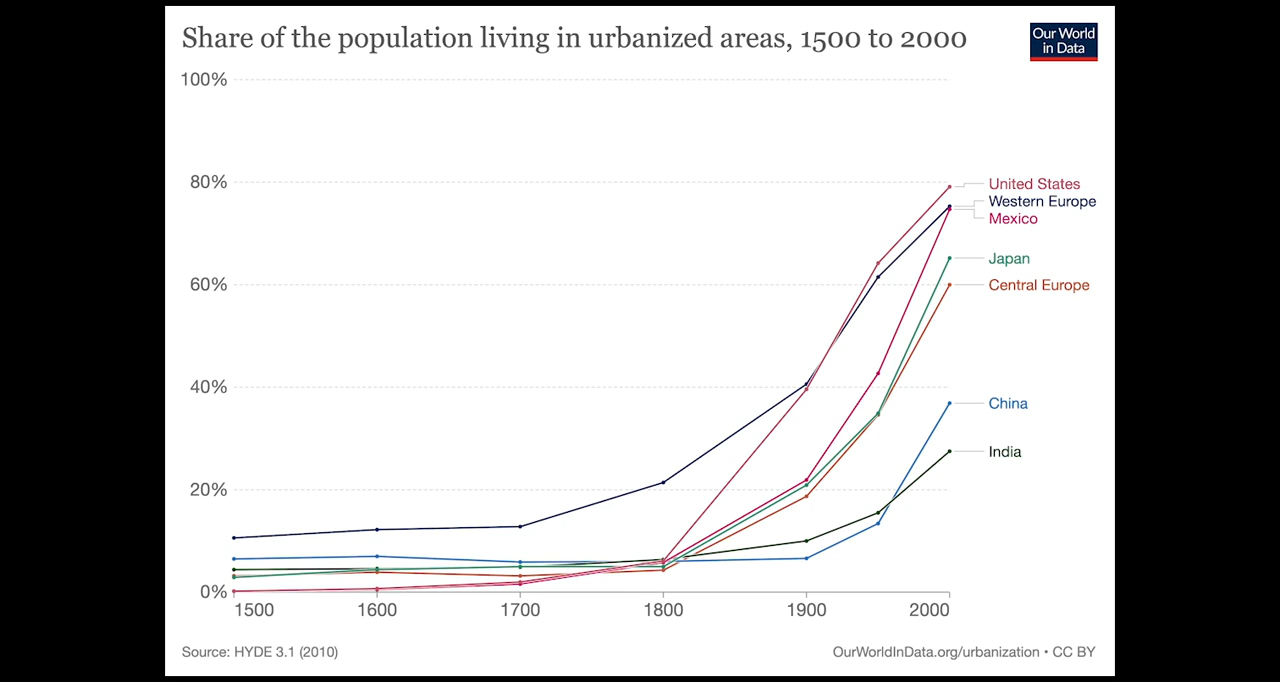 Share of the population living in urbanized areas, 1500 to 2000
Our World
in Data
100%
80%
60%
40%
20%
0%
United States
Western Europe
Mexico
Japan
Central Europe
China
India
1500
1600
1700
1800
1900
2000
Source: HYDE 3.1 (2010)
OurWorldInData.org/urbanization • CC BY